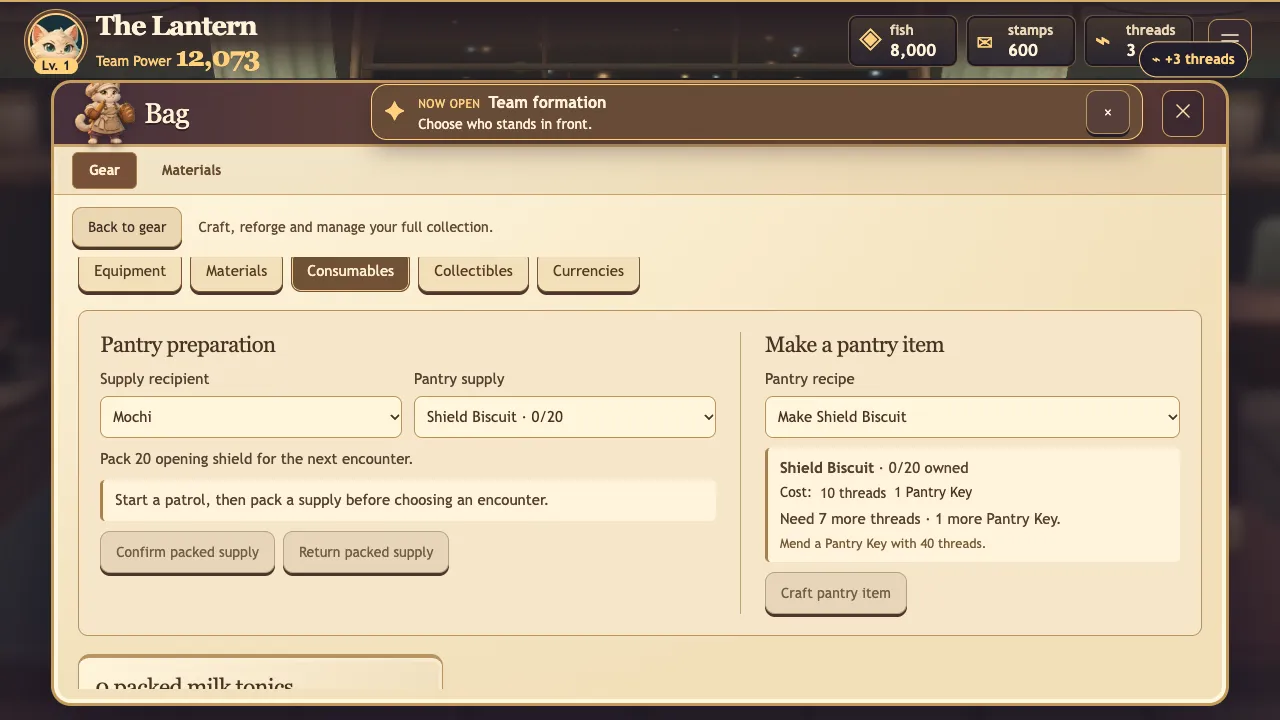 The Lantern
Lv. 1
Team Power 12,073
fish
8,000
stamps
600
threads
3
+3 threads
Bag
NOW OPEN Team formation
Choose who stands in front.
×
Gear
Materials
Back to gear
Craft, reforge and manage your full collection.
Equipment
Materials
Consumables
Collectibles
Currencies
Pantry preparation
Supply recipient
Pantry supply
Mochi
Shield Biscuit · 0/20
Pack 20 opening shield for the next encounter.
Start a patrol, then pack a supply before choosing an encounter.
Confirm packed supply
Return packed supply
Make a pantry item
Pantry recipe
Make Shield Biscuit
Shield Biscuit · 0/20 owned
Cost: 10 threads 1 Pantry Key
Need 7 more threads · 1 more Pantry Key.
Mend a Pantry Key with 40 threads.
Craft pantry item
0 packed milk tonics